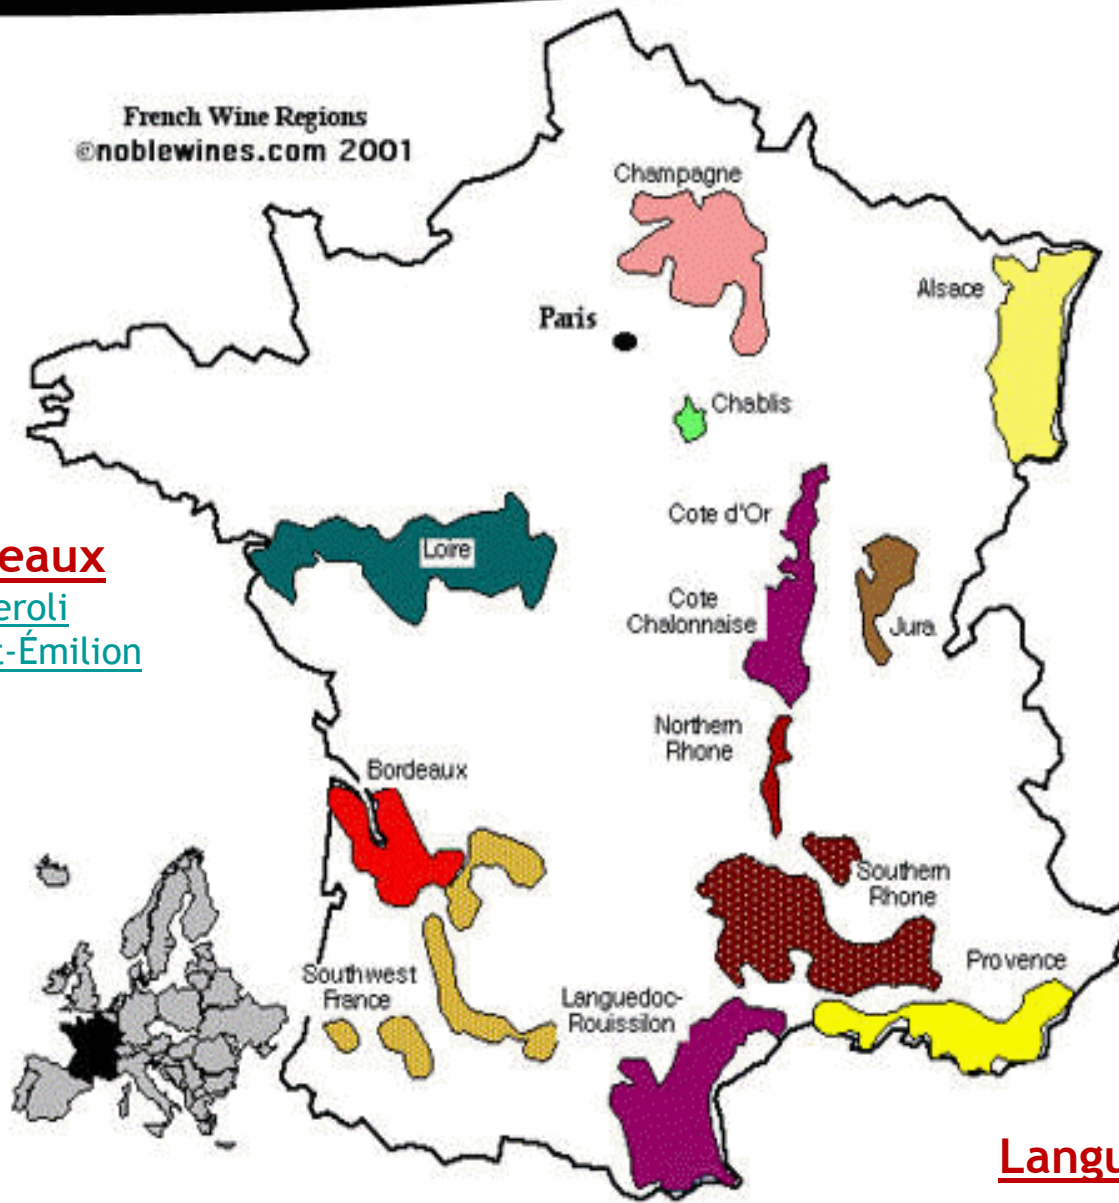 French Wine Regions
©noblewines.com 2001
Champagne
Alsace
Paris
Chablis
Cote d'Or
Loire
eaux
eroli
t-Émilion
Cote
Chalonnaise
Jura
Northern
Rhone
Bordeaux
Southern
Rhone
Provence
Southwest
France
Languedoc-
Rouissilon
Langu